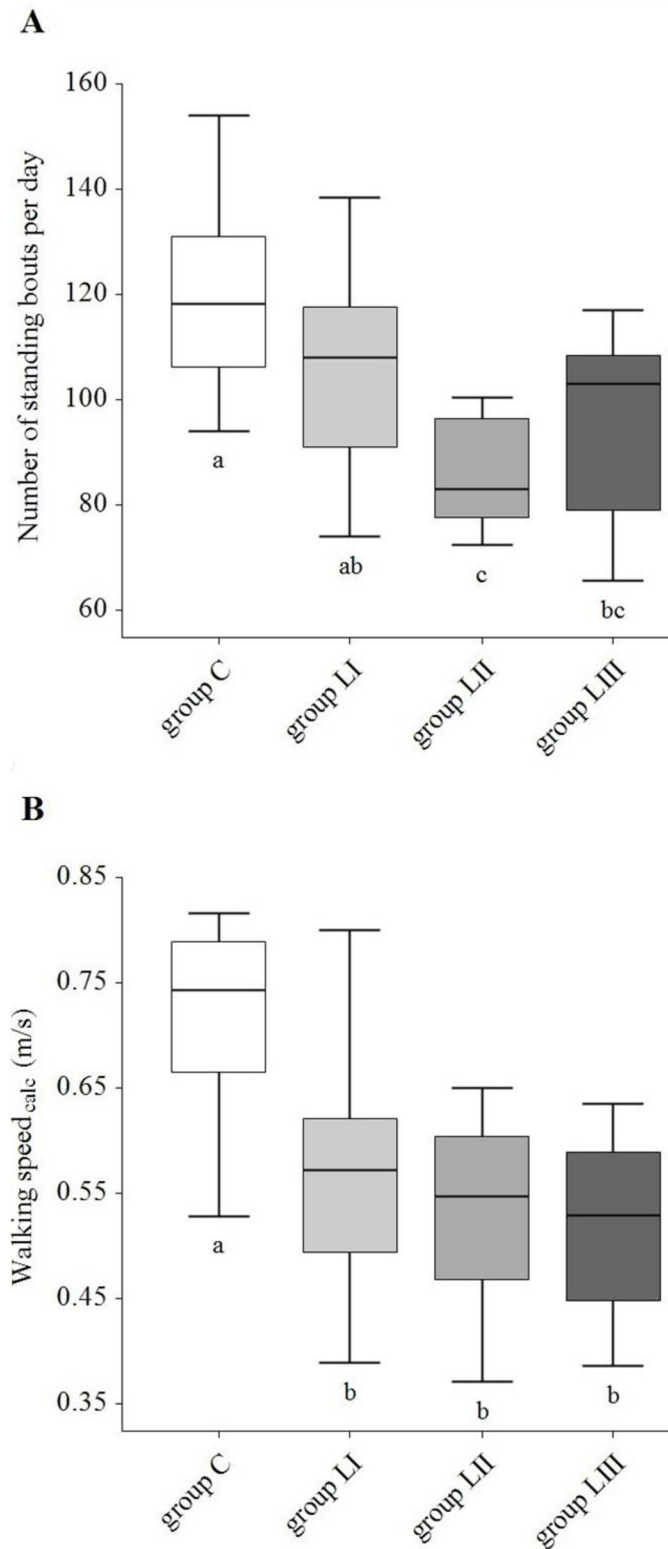 A
Number of standing bouts per day
160
140
120
100
80
60
a
ab
c
bc
group C
group LI
group LII
group LIII
B
Walking speed calc (m/s)
0.85
0.75
0.65
0.55
0.45
0.35
a
b
b
b
group C
group LI
group LII
group LIII